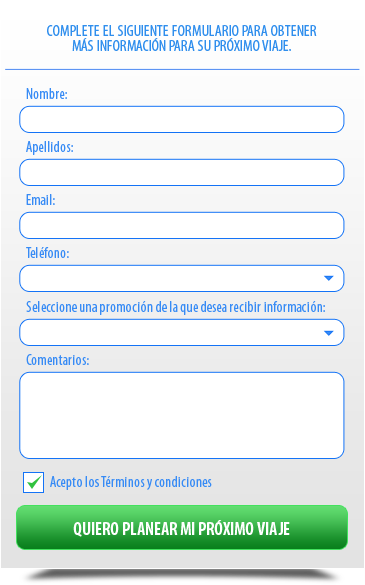 COMPLETE EL SIGUIENTE FORMULARIO PARA OBTENER
MÁS INFORMACIÓN PARA SU PRÓXIMO VIAJE.
Nombre:
Apellidos:
Email:
Teléfono:
Seleccione una promoción de la que desea recibir información:
Comentarios:
Acepto los Términos y condiciones
QUIERO PLANEAR MI PRÓXIMO VIAJE